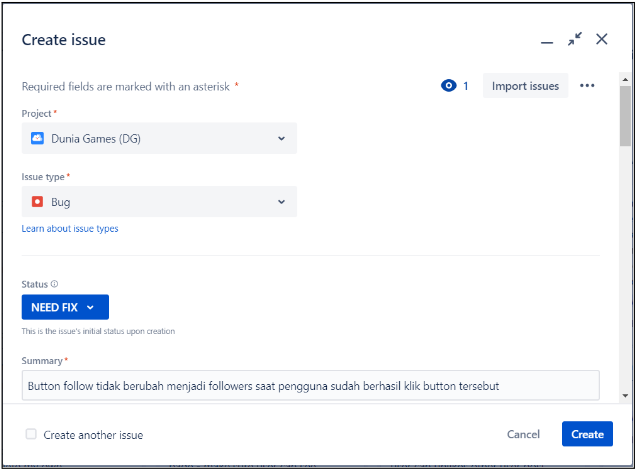 Create issue
Required fields are marked with an asterisk *
1
Import issues
Project *
Dunia Games (DG)
Issue type *
Bug
Learn about issue types
Status
NEED FIX
This is the issue's initial status upon creation
Summary *
Button follow tidak berubah menjadi followers saat pengguna sudah berhasil klik button tersebut
Create another issue
Cancel
Create